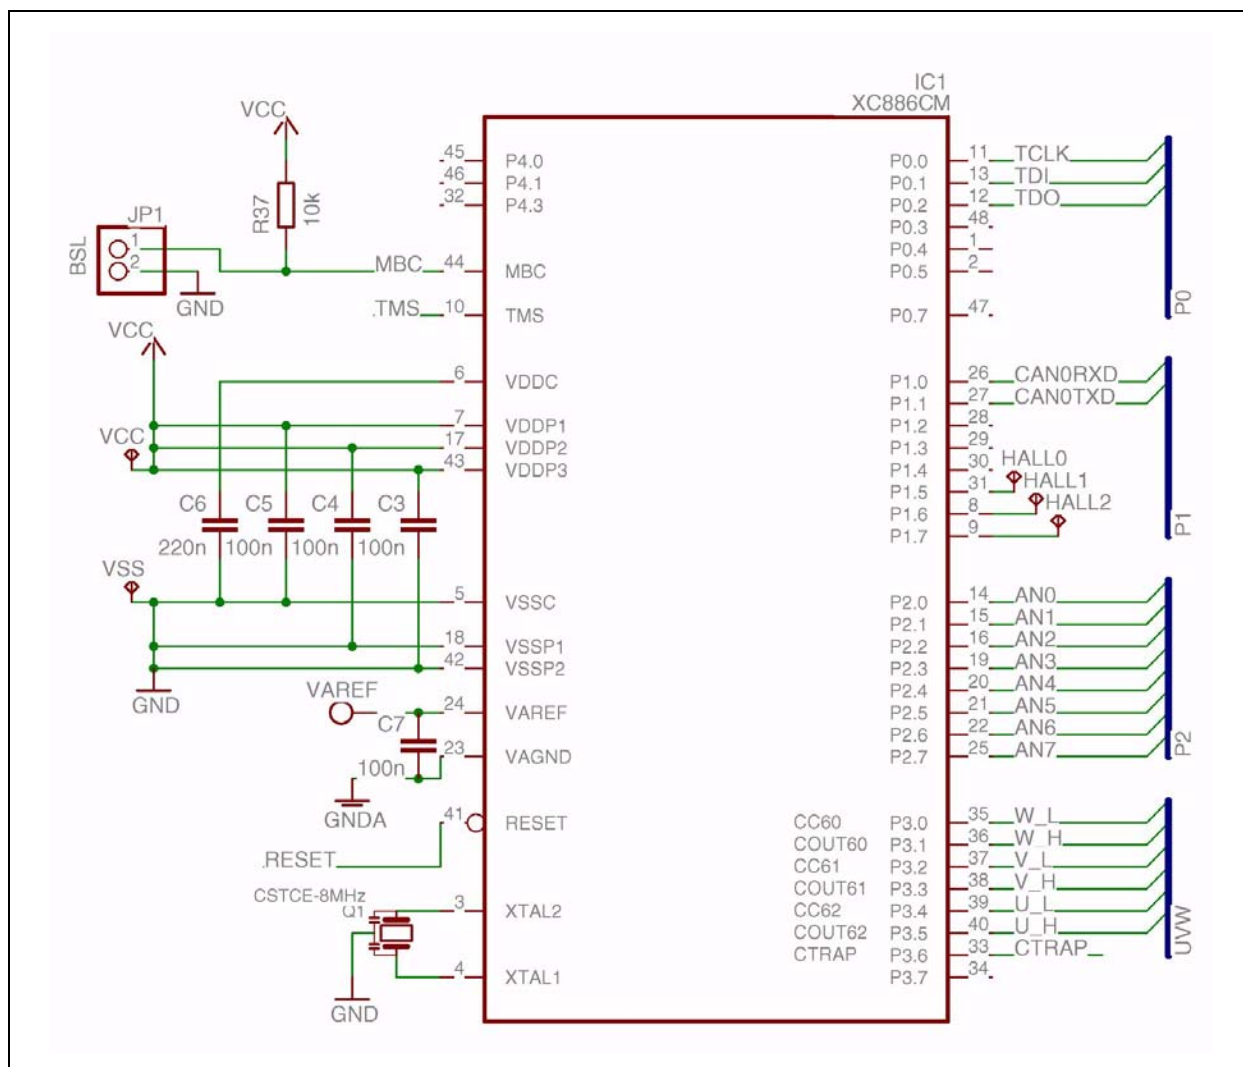 IC1
XC886CM
VCC
R37
10k
JP1
BSL
1
2
GND
MBC 44 MBC
.TMS 10 TMS
45 P4.0
46 P4.1
32 P4.3
VCC
6 VDDC
7 VDDP1
17 VDDP2
43 VDDP3
VCC
C6 C5 C4 C3
220n 100n 100n 100n
VSS
5 VSSC
18 VSSP1
42 VSSP2
GND
VAREF
24 VAREF
C7
100n
23 VAGND
GNDA
41 RESET
.RESET
CSTCE-8MHz
Q1
3 XTAL2
4 XTAL1
GND
P0.0 11 TCLK
P0.1 13 TDI
P0.2 12 TDO
P0.3 48
P0.4 1
P0.5 2
P0.7 47
P0
P1.0 26 CAN0RXD
P1.1 27 CAN0TXD
P1.2 28
P1.3 29
P1.4 30
P1.5 31 HALL0
P1.6 8 HALL1
P1.7 9 HALL2
P1
P2.0 14 AN0
P2.1 15 AN1
P2.2 16 AN2
P2.3 19 AN3
P2.4 20 AN4
P2.5 21 AN5
P2.6 22 AN6
P2.7 25 AN7
P2
CC60 P3.0 35 W_L
COUT60 P3.1 36 W_H
CC61 P3.2 37 V_L
COUT61 P3.3 38 V_H
CC62 P3.4 39 U_L
COUT62 P3.5 40 U_H
CTRAP P3.6 33 CTRAP
P3.7 34
UVW